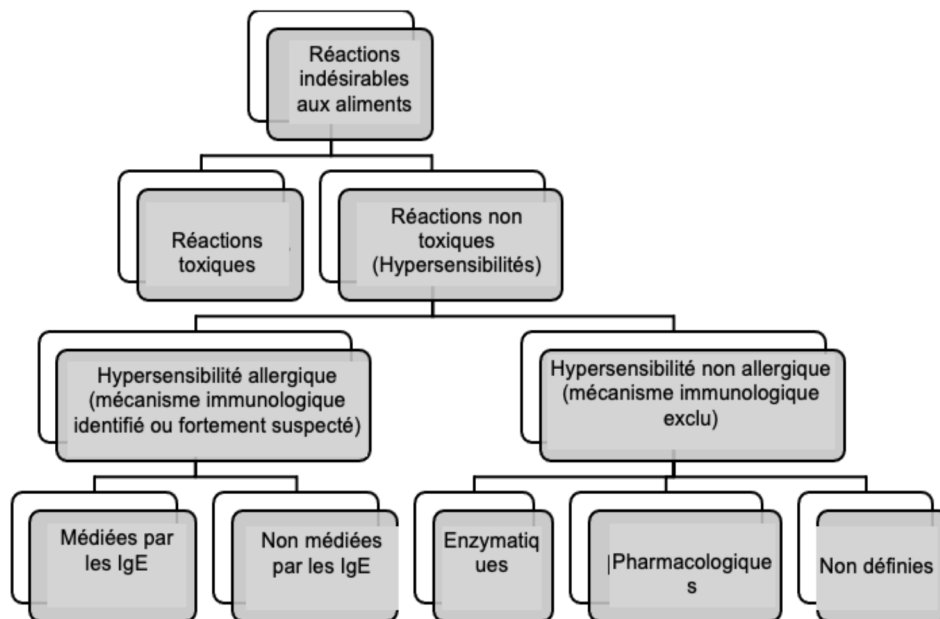 Réactions
indésirables
aux aliments
Réactions
toxiques
Réactions non
toxiques
(Hypersensibilités)
Hypersensibilité allergique
(mécanisme immunologique
identifié ou fortement suspecté)
Hypersensibilité non allergique
(mécanisme immunologique
exclu)
Médiées par
les IgE
Non médiées
par les IgE
Enzymatiq
ues
Pharmacologique
s
Non définies